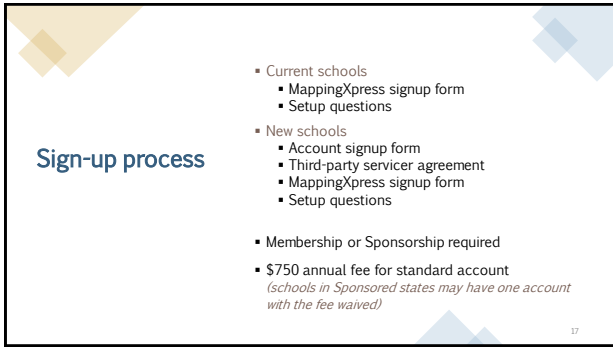 Sign-up process
▪ Current schools
▪ MappingXpress signup form
▪ Setup questions
▪ New schools
▪ Account signup form
▪ Third-party servicer agreement
▪ MappingXpress signup form
▪ Setup questions
▪ Membership or Sponsorship required
▪ $750 annual fee for standard account
(schools in Sponsored states may have one account
with the fee waived)
17